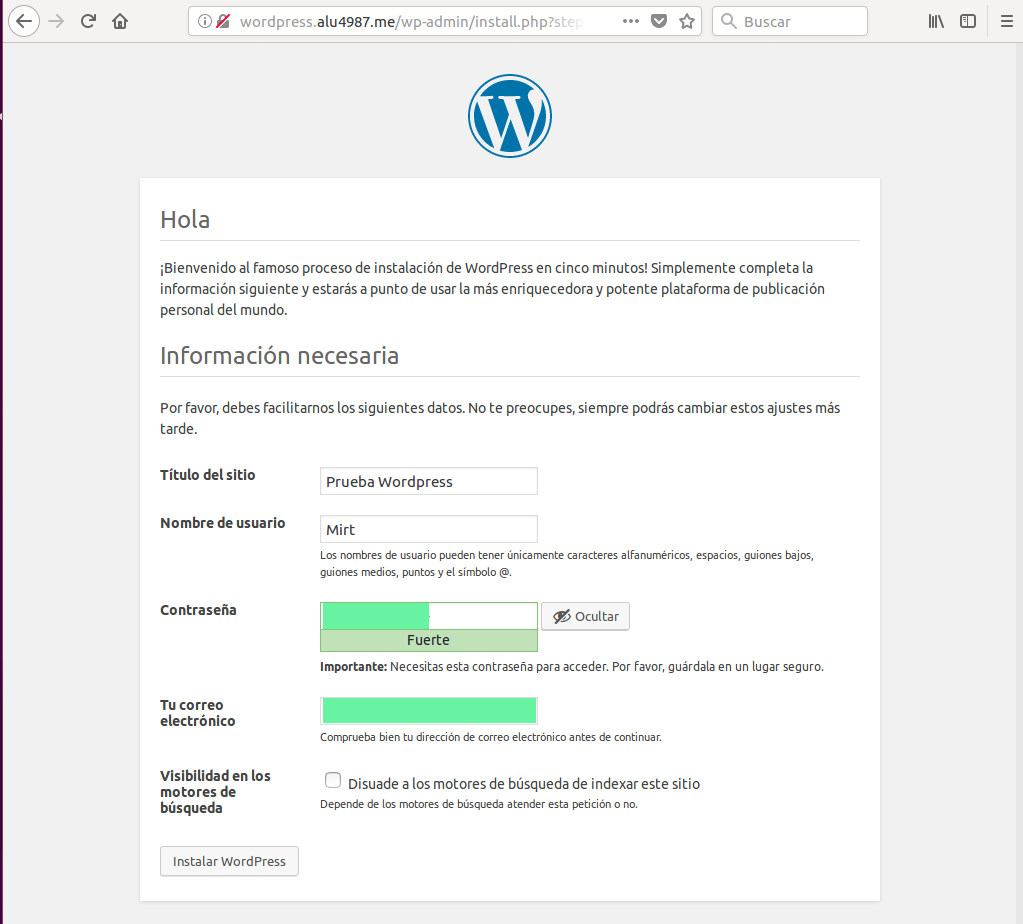 wordpress.alu4987.me/wp-admin/install.php?step
Buscar
Hola
¡Bienvenido al famoso proceso de instalación de WordPress en cinco minutos! Simplemente completa la
información siguiente y estarás a punto de usar la más enriquecedora y potente plataforma de publicación
personal del mundo.
Información necesaria
Por favor, debes facilitarnos los siguientes datos. No te preocupes, siempre podrás cambiar estos ajustes más
tarde.
Título del sitio
Prueba Wordpress
Nombre de usuario
Mirt
Los nombres de usuario pueden tener únicamente caracteres alfanuméricos, espacios, guiones bajos,
guiones medios, puntos y el símbolo @.
Contraseña
Ocultar
Fuerte
Importante: Necesitas esta contraseña para acceder. Por favor, guárdala en un lugar seguro.
Tu correo
electrónico
Comprueba bien tu dirección de correo electrónico antes de continuar.
Visibilidad en los
motores de
búsqueda
Disuade a los motores de búsqueda de indexar este sitio
Depende de los motores de búsqueda atender esta petición o no.
Instalar WordPress